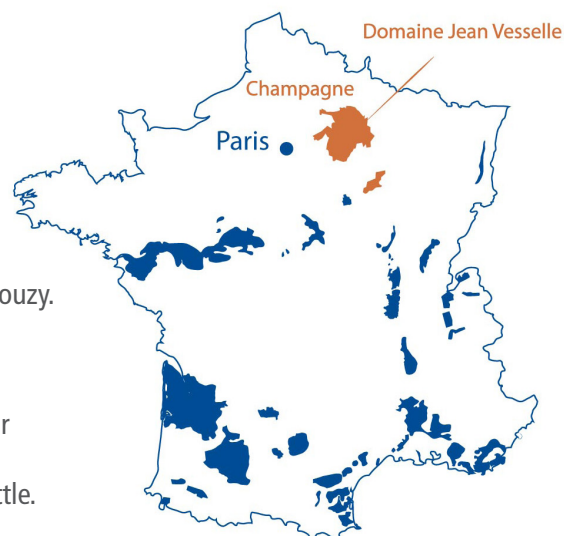 Domaine Jean Vesselle
Champagne
Paris
ouzy.
r
ttle.